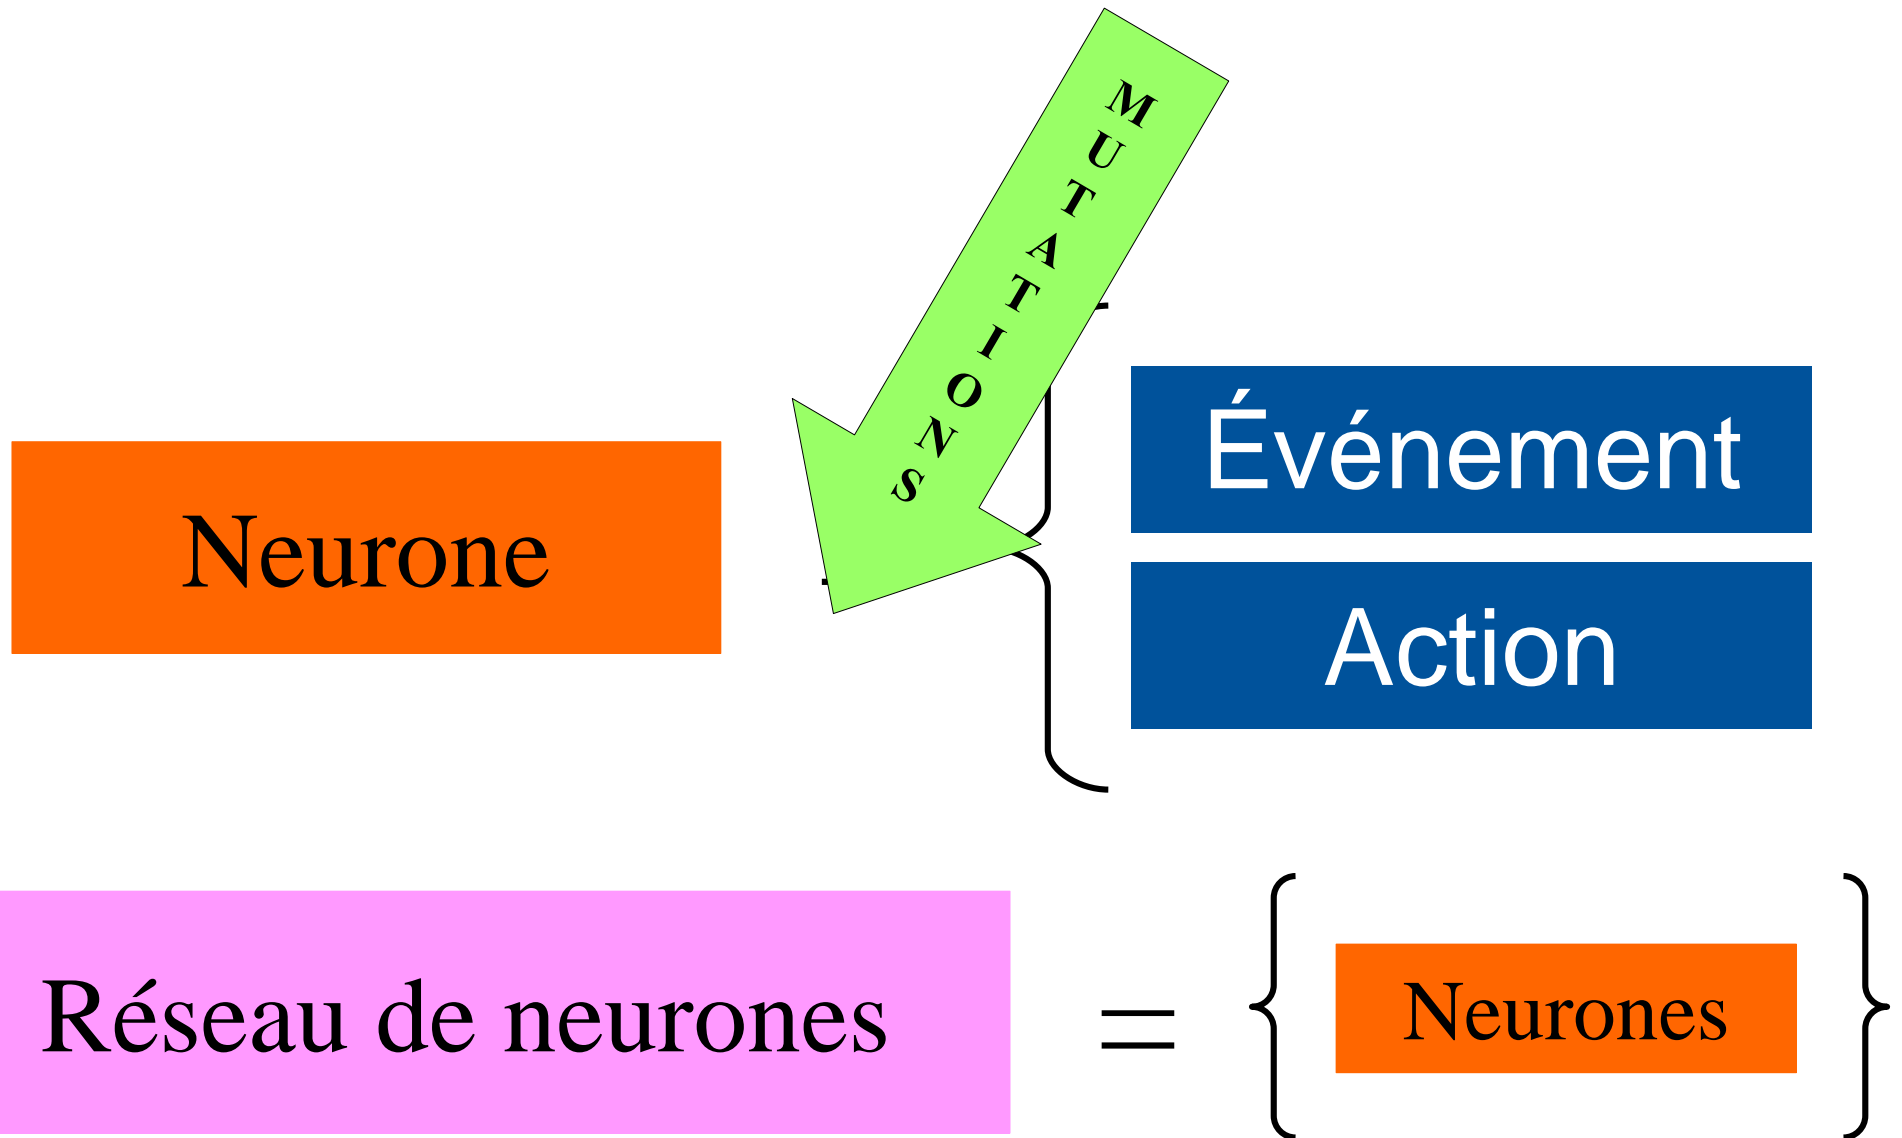 MUTATIONS
Événement
Neurone
Action
Réseau de neurones = { Neurones }